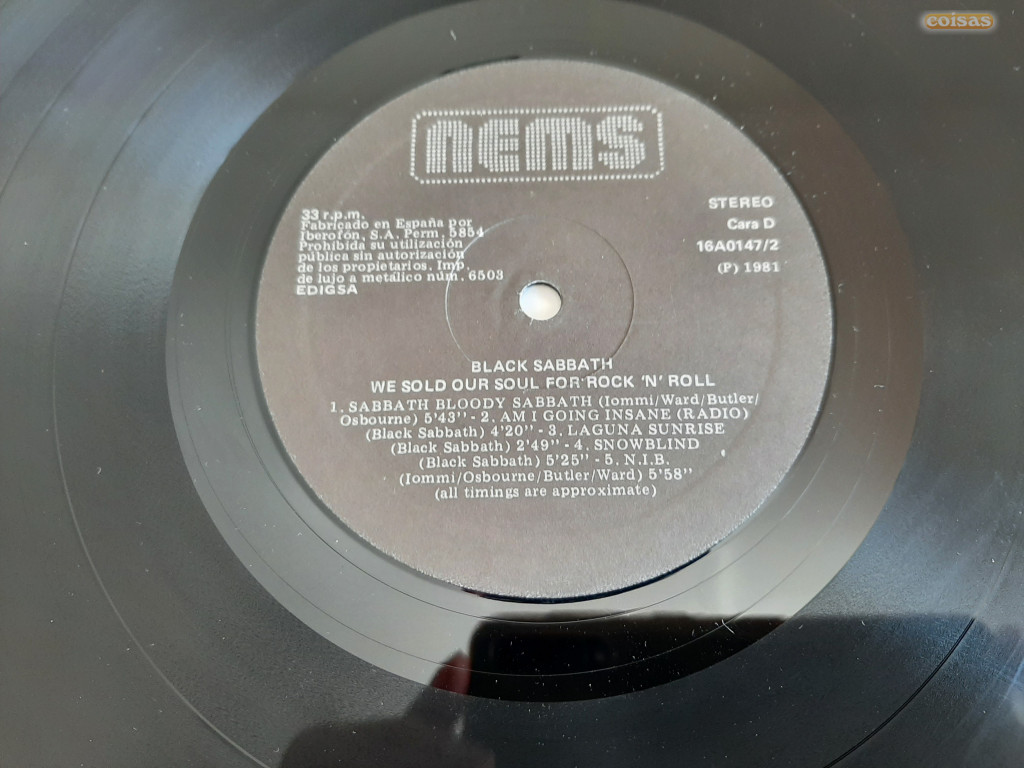 coisas
nems
33 r.p.m.
Fabricado en España por
Iberofón, S.A. Perm. 5854
Prohibida su utilización
pública sin autorización
de los propietarios. Imp.
de lujo a metálico núm. 6503
EDIGSA
STEREO
Cara D
16A0147/2
(P) 1981
BLACK SABBATH
WE SOLD OUR SOUL FOR ROCK 'N' ROLL
1. SABBATH BLOODY SABBATH (Iommi/Ward/Butler/
Osbourne) 5'43'' - 2. AM I GOING INSANE (RADIO)
(Black Sabbath) 4'20'' - 3. LAGUNA SUNRISE
(Black Sabbath) 2'49'' - 4. SNOWBLIND
(Black Sabbath) 5'25'' - 5. N.I.B.
(Iommi/Osbourne/Butler/Ward) 5'58''
(all timings are approximate)